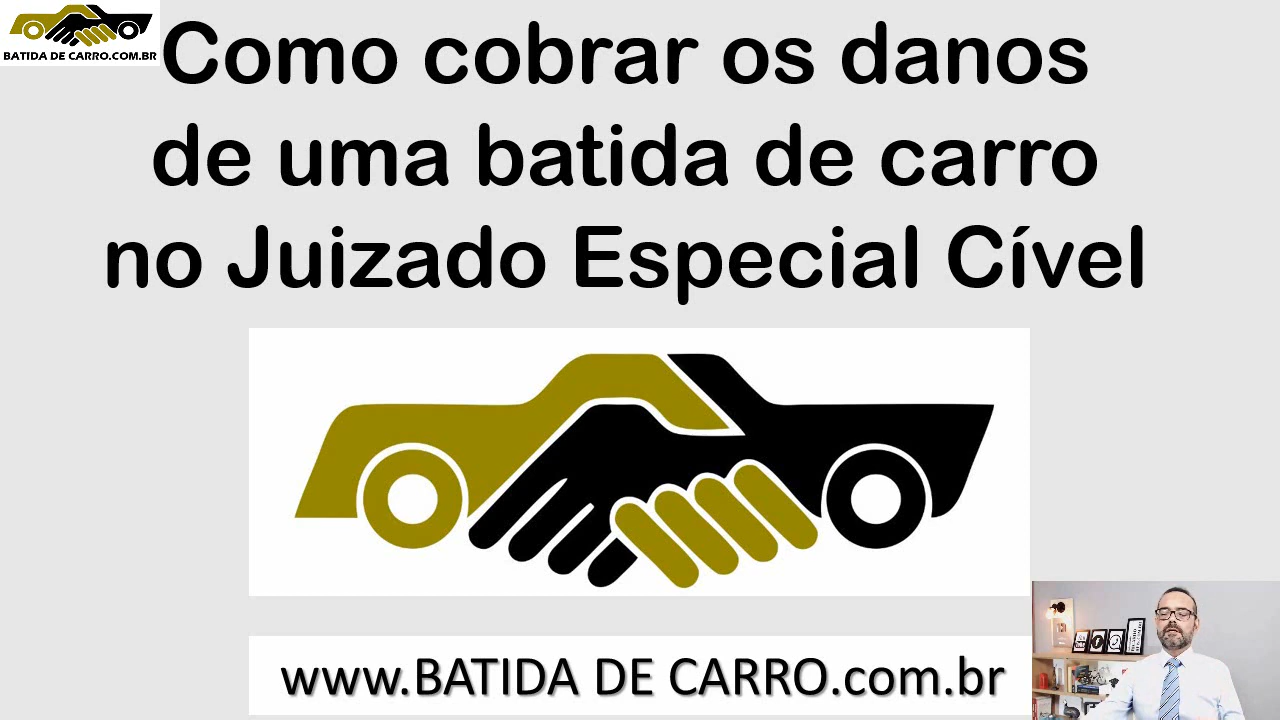 BATIDA DE CARRO.COM.BR
Como cobrar os danos
de uma batida de carro
no Juizado Especial Cível
www.BATIDA DE CARRO.com.br